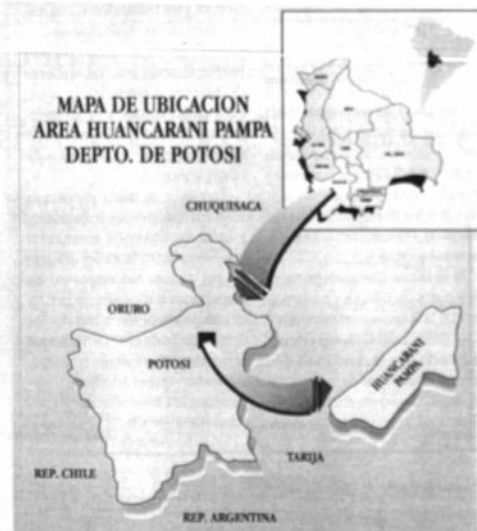 MAPA DE UBICACION
AREA HUANCARANI PAMPA
DEPTO. DE POTOSI
CHUQUISACA
ORURO
POTOSI
HUANCARANI
PAMPA
TARIJA
REP. CHILE
REP. ARGENTINA